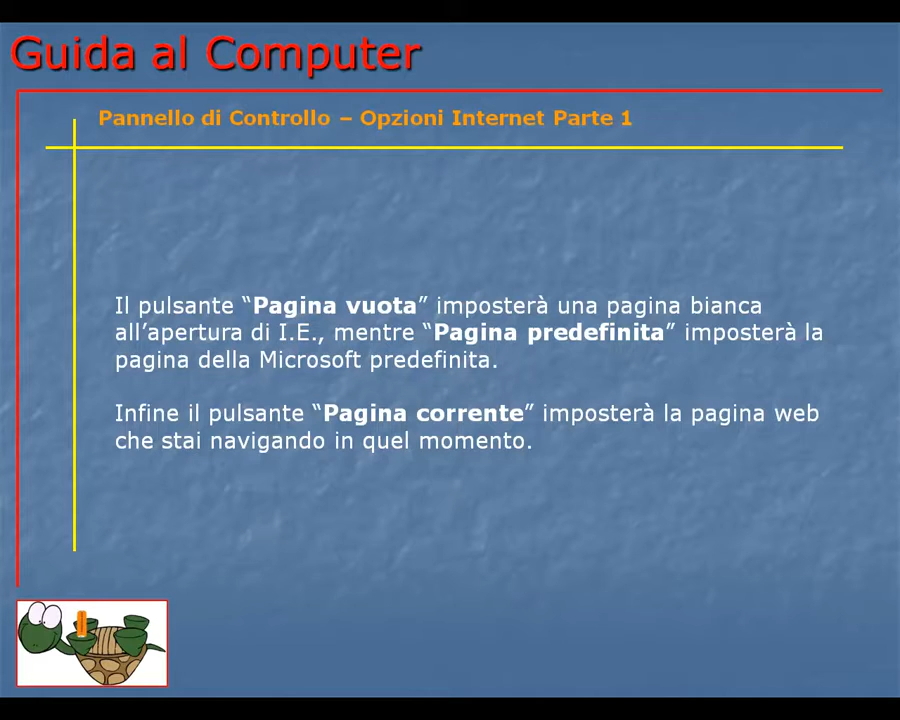 Guida al Computer
Pannello di Controllo – Opzioni Internet Parte 1
Il pulsante “Pagina vuota” imposterà una pagina bianca
all’apertura di I.E., mentre “Pagina predefinita” imposterà la
pagina della Microsoft predefinita.
Infine il pulsante “Pagina corrente” imposterà la pagina web
che stai navigando in quel momento.